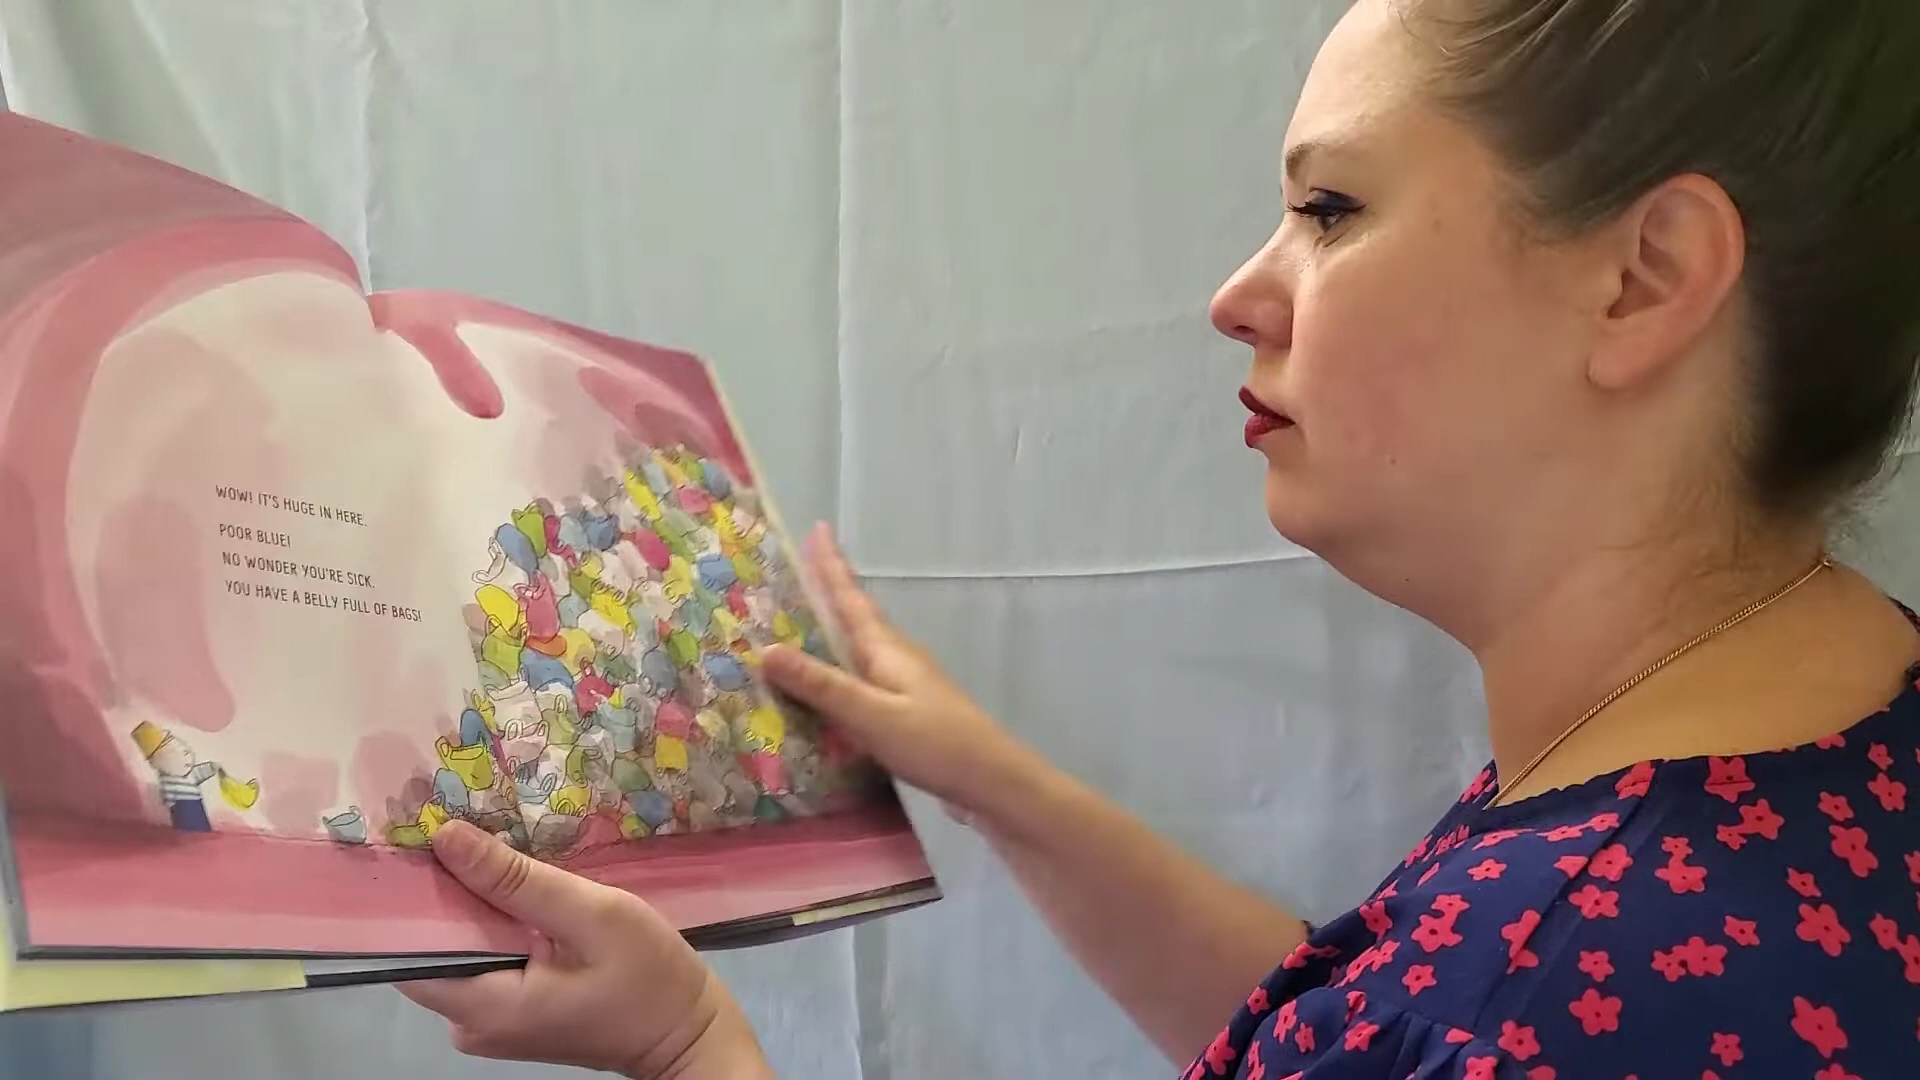 WOW! IT'S HUGE IN HERE.
POOR BLUE!
NO WONDER YOU'RE SICK.
YOU HAVE A BELLY FULL OF BAGS!